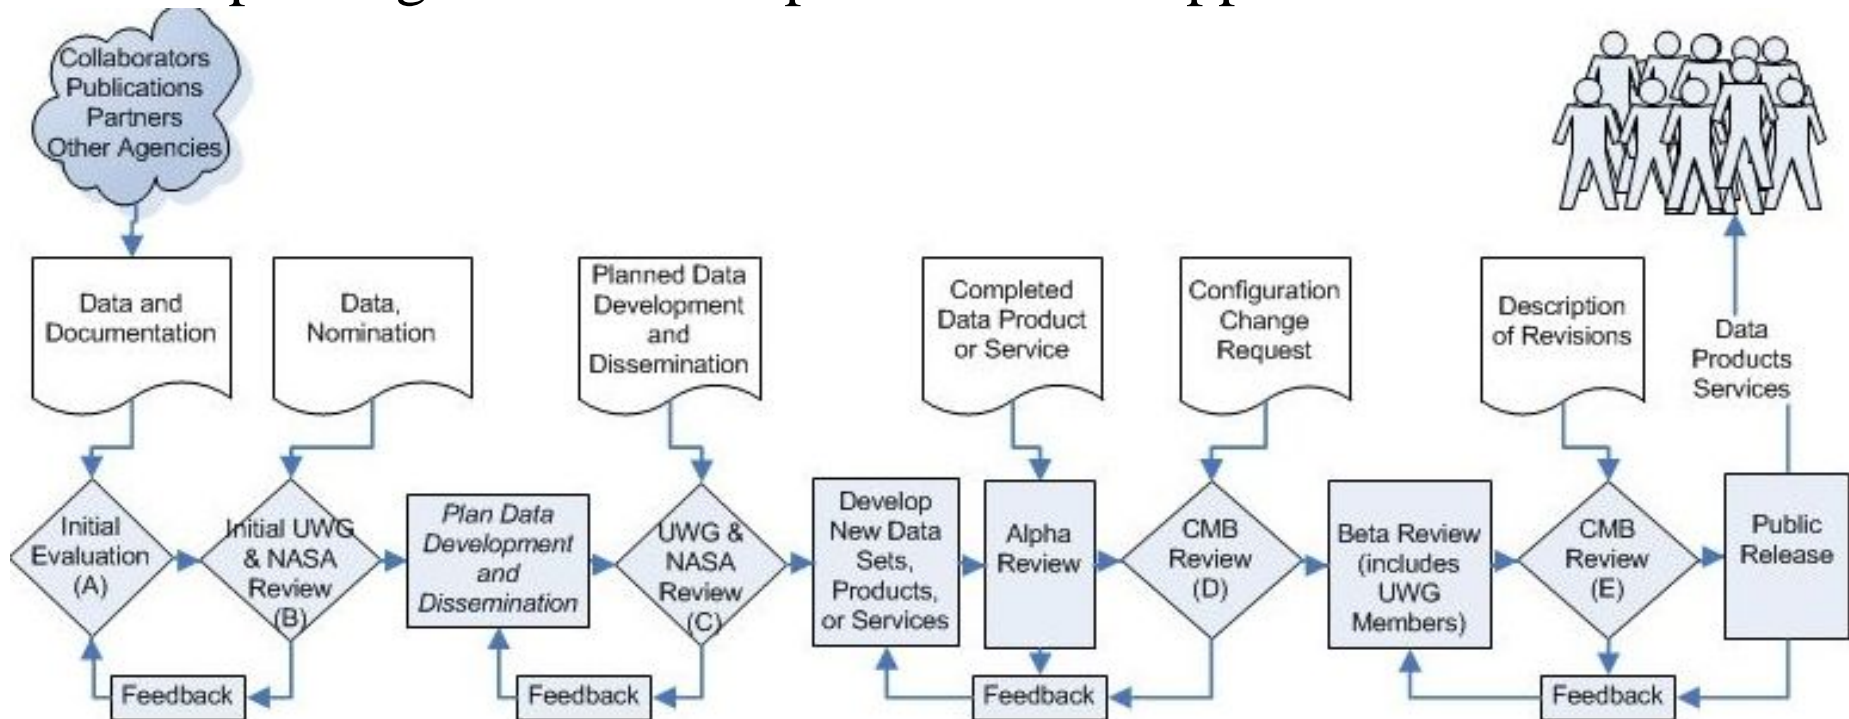 Collaborators
Publications
Partners
Other Agencies
Data and
Documentation
Data,
Nomination
Planned Data
Development
and
Dissemination
Completed
Data Product
or Service
Configuration
Change
Request
Description
of Revisions
Data
Products
Services
Initial
Evaluation
(A)
Initial UWG
& NASA
Review
(B)
Plan Data
Development
and
Dissemination
UWG &
NASA
Review
(C)
Develop
New Data
Sets,
Products,
or Services
Alpha
Review
CMB
Review
(D)
Beta Review
(includes
UWG
Members)
CMB
Review
(E)
Public
Release
Feedback
Feedback
Feedback
Feedback